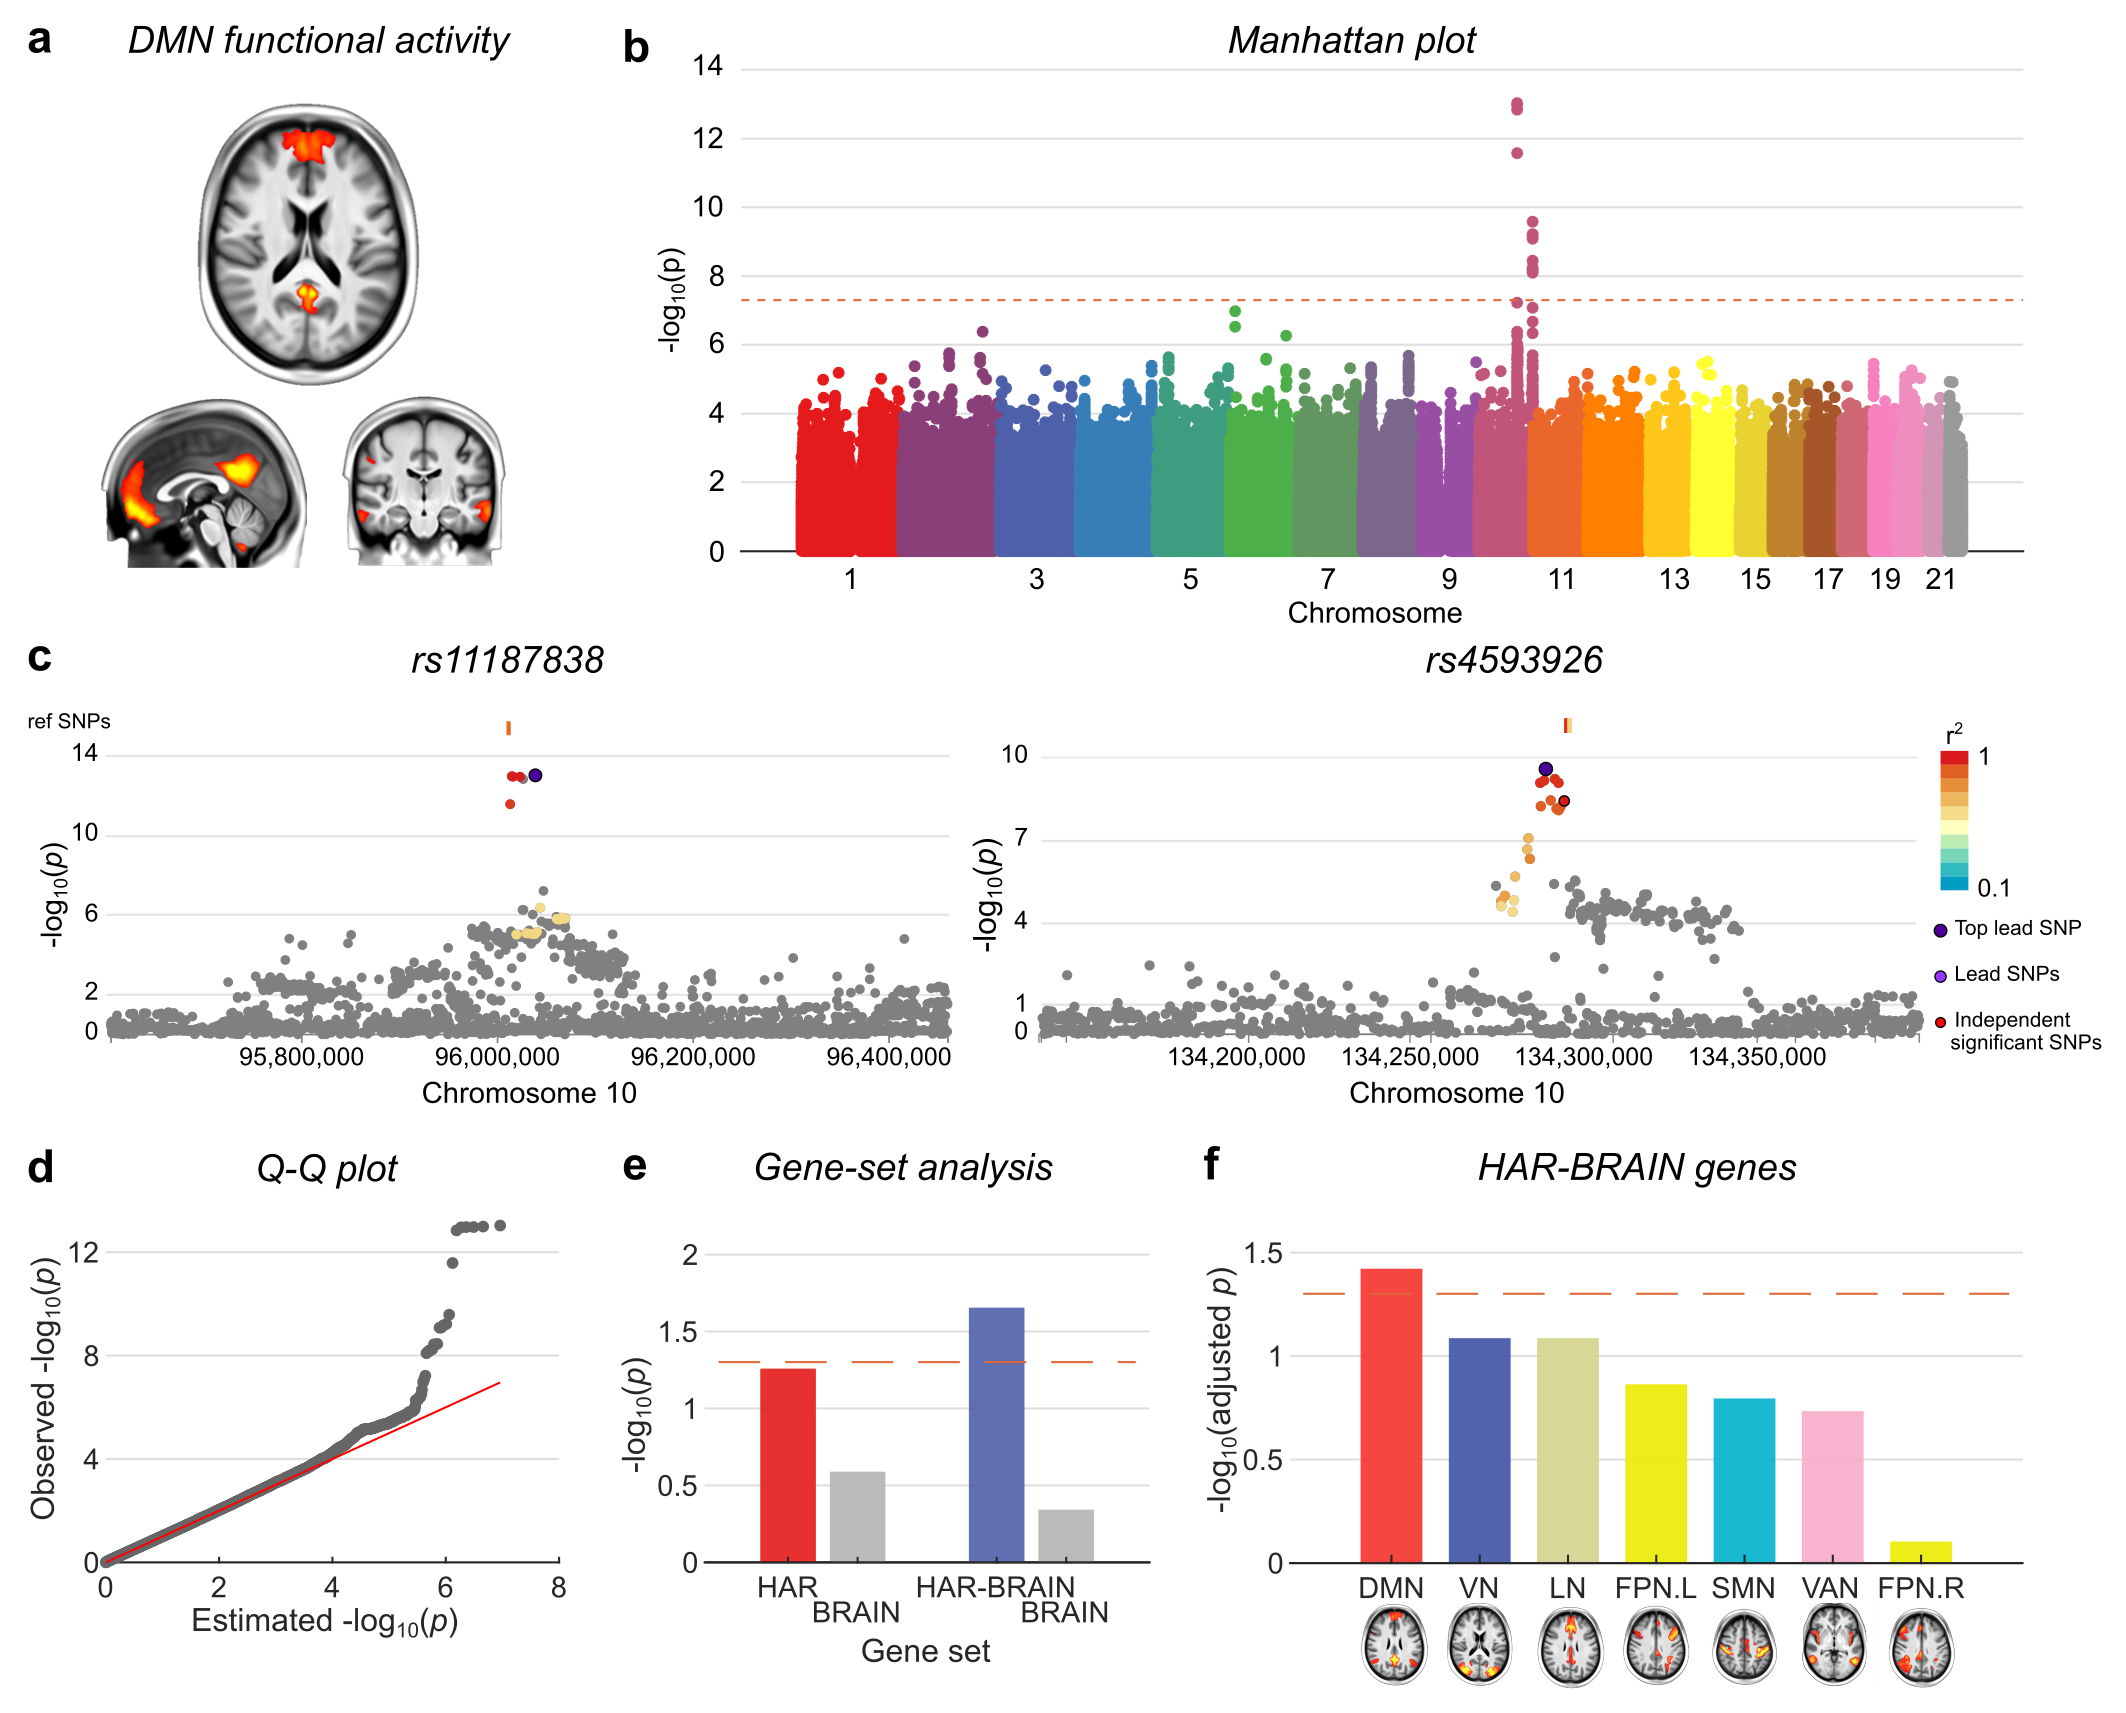 a
DMN functional activity
b
Manhattan plot
-log10(p)
14
12
10
8
6
4
2
0
1
3
5
7
9
11
13
15
17
19
21
Chromosome
c
rs11187838
ref SNPs
-log10(p)
14
10
6
2
0
95,800,000
96,000,000
96,200,000
96,400,000
Chromosome 10
rs4593926
-log10(p)
10
7
4
1
0
134,200,000
134,250,000
134,300,000
134,350,000
Chromosome 10
r2
1
0.1
Top lead SNP
Lead SNPs
Independent
significant SNPs
d
Q-Q plot
Observed -log10(p)
12
8
4
0
0
2
4
6
8
Estimated -log10(p)
e
Gene-set analysis
-log10(p)
2
1.5
1
0.5
0
HAR
BRAIN
HAR-BRAIN
BRAIN
Gene set
f
HAR-BRAIN genes
-log10(adjusted p)
1.5
1
0.5
0
DMN
VN
LN
FPN.L
SMN
VAN
FPN.R